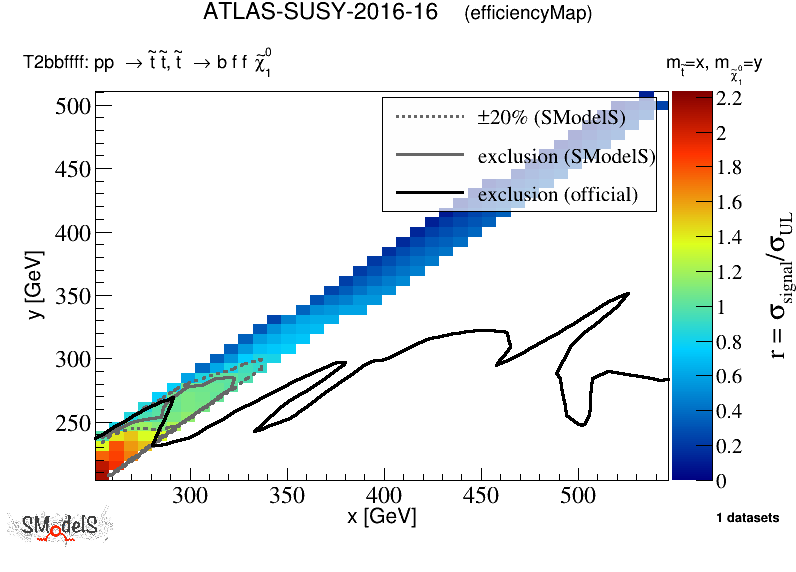 ATLAS-SUSY-2016-16 (efficiencyMap)
T2bbffff: pp → t̃ t̃, t̃ → b f f χ̃₁⁰
m_t̃=x, m_χ̃₁⁰=y
±20% (SModelS)
exclusion (SModelS)
exclusion (official)
500
450
400
350
300
250
y [GeV]
300 350 400 450 500
x [GeV]
2.2
2
1.8
1.6
1.4
1.2
1
0.8
0.6
0.4
0.2
0
r = σ_signal/σ_UL
SModelS
1 datasets